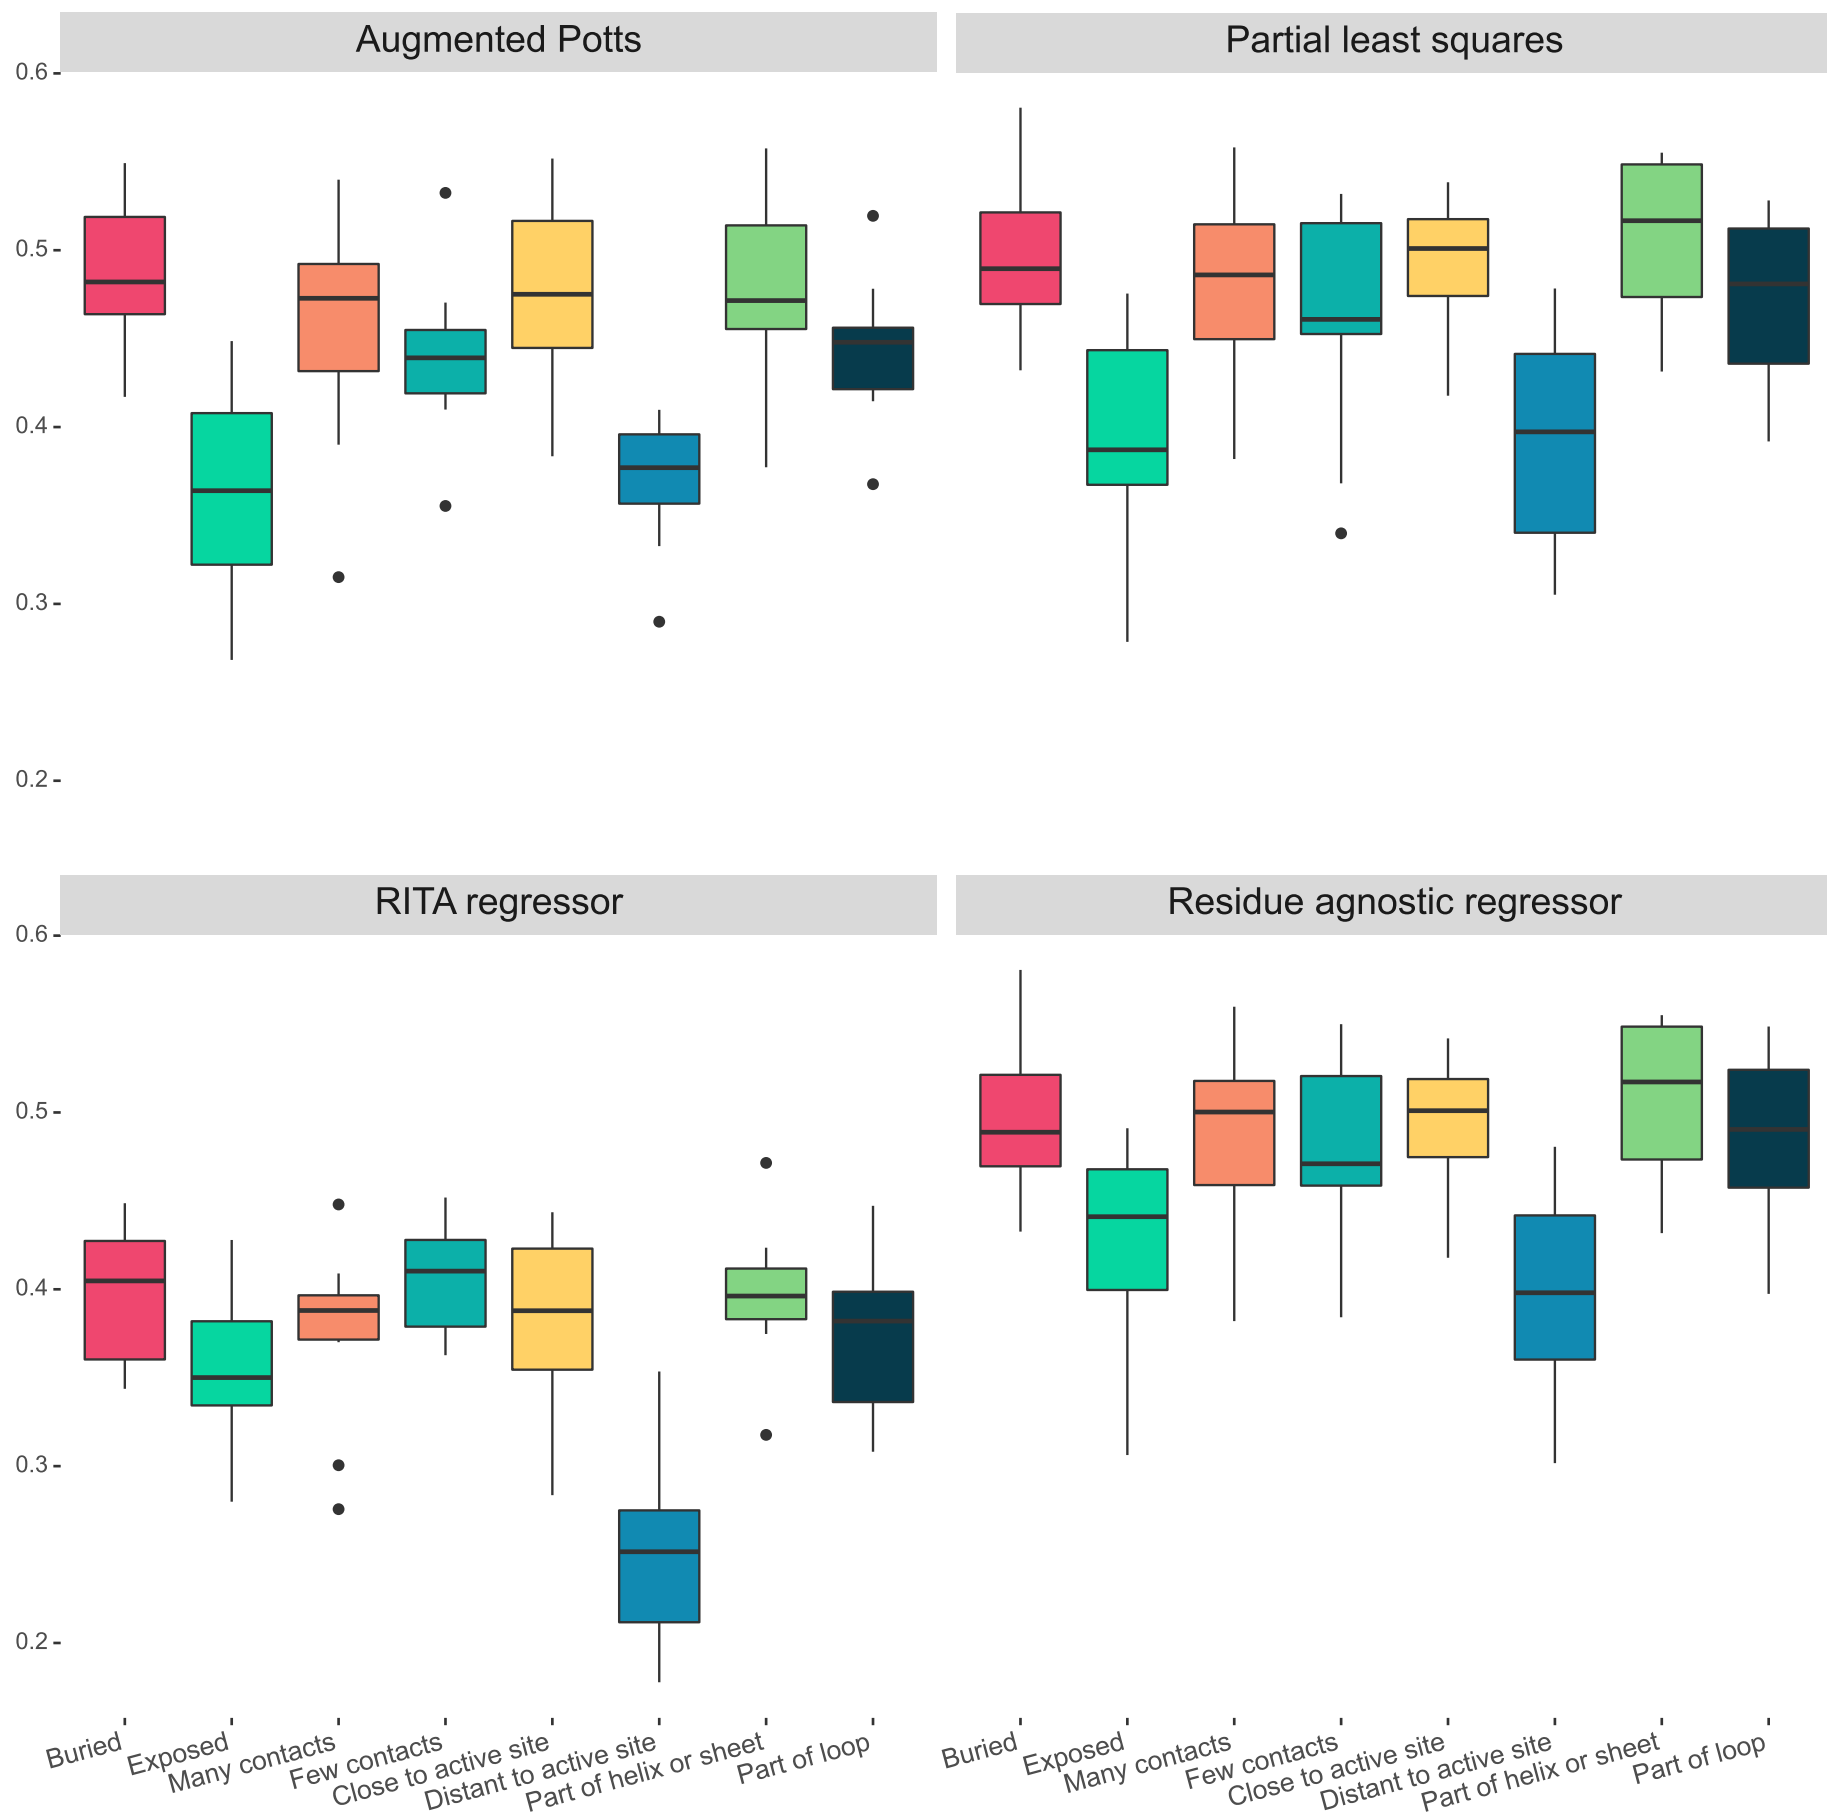 Augmented Potts
Partial least squares
0.6
0.5
0.4
0.3
0.2
RITA regressor
Residue agnostic regressor
0.6
0.5
0.4
0.3
0.2
Buried
Exposed
Many contacts
Few contacts
Close to active site
Distant to active site
Part of helix or sheet
Part of loop
Buried
Exposed
Many contacts
Few contacts
Close to active site
Distant to active site
Part of helix or sheet
Part of loop